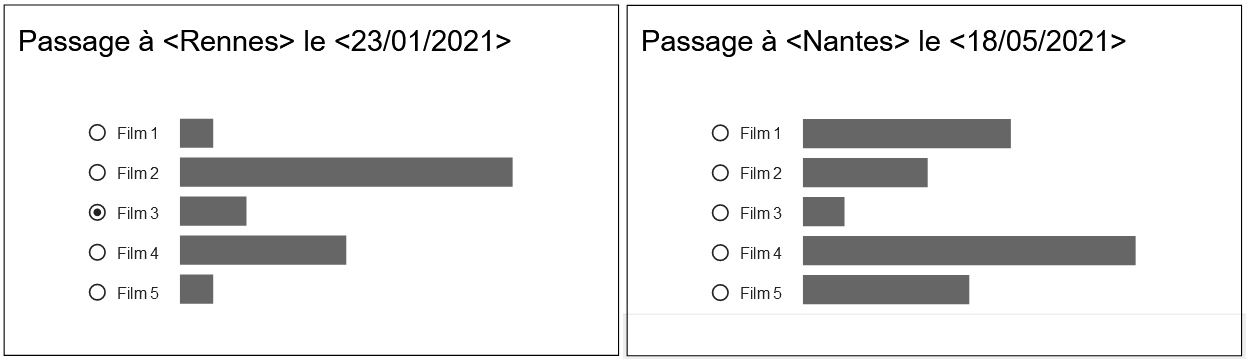 Passage à <Rennes> le <23/01/2021>
Film 1
Film 2
Film 3
Film 4
Film 5
Passage à <Nantes> le <18/05/2021>
Film 1
Film 2
Film 3
Film 4
Film 5